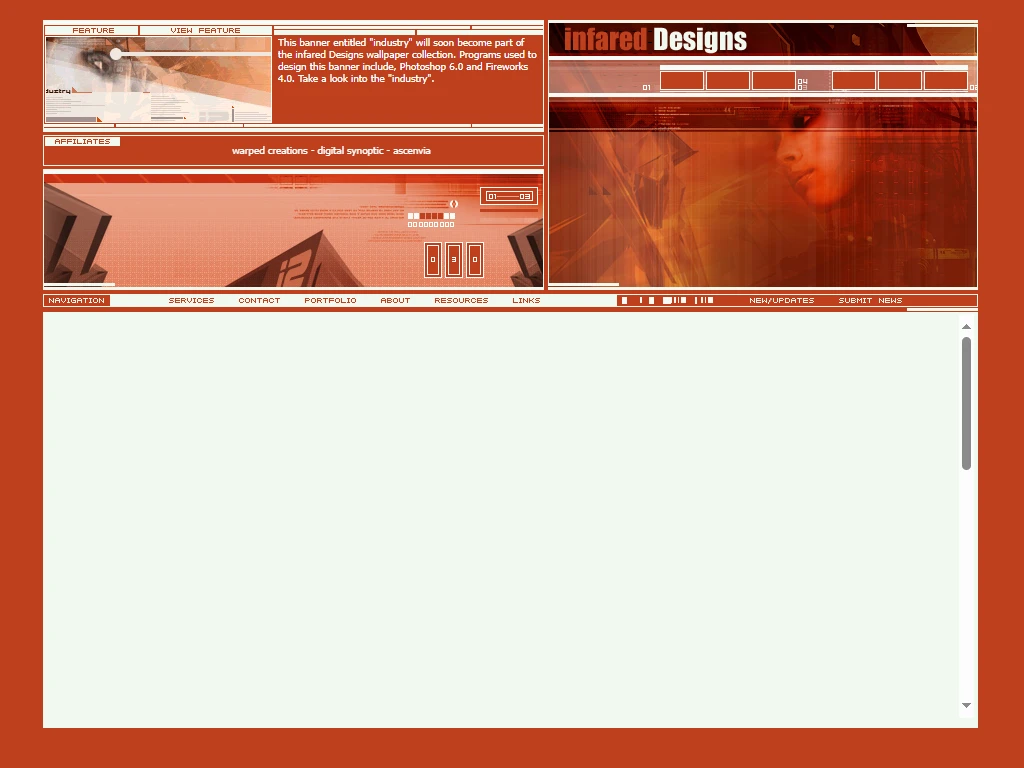 FEATURE
VIEW FEATURE
This banner entitled "industry" will soon become part of
the infared Designs wallpaper collection. Programs used to
design this banner include, Photoshop 6.0 and Fireworks
4.0. Take a look into the "industry".
dustry
infared Designs
01
04
03
AFFILIATES
warped creations - digital synoptic - ascenvia
01 03
i2
0 3 0
NAVIGATION
SERVICES
CONTACT
PORTFOLIO
ABOUT
RESOURCES
LINKS
NEW/UPDATES
SUBMIT NEWS